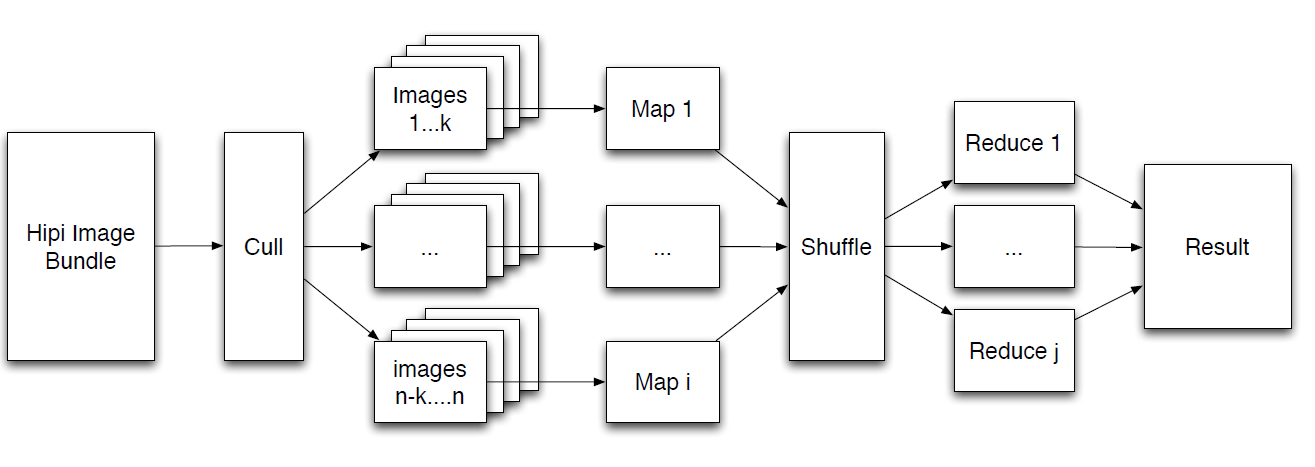 Hipi Image
Bundle
Cull
Images
1...k
...
images
n-k....n
Map 1
...
Map i
Shuffle
Reduce 1
...
Reduce j
Result